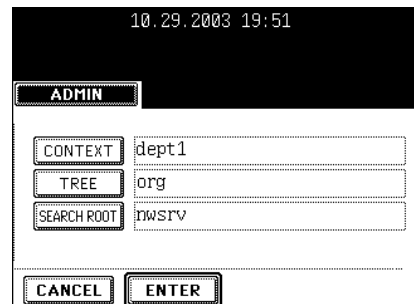 10.29.2003 19:51
ADMIN
CONTEXT dept1
TREE org
SEARCH ROOT nwsrv
CANCEL ENTER